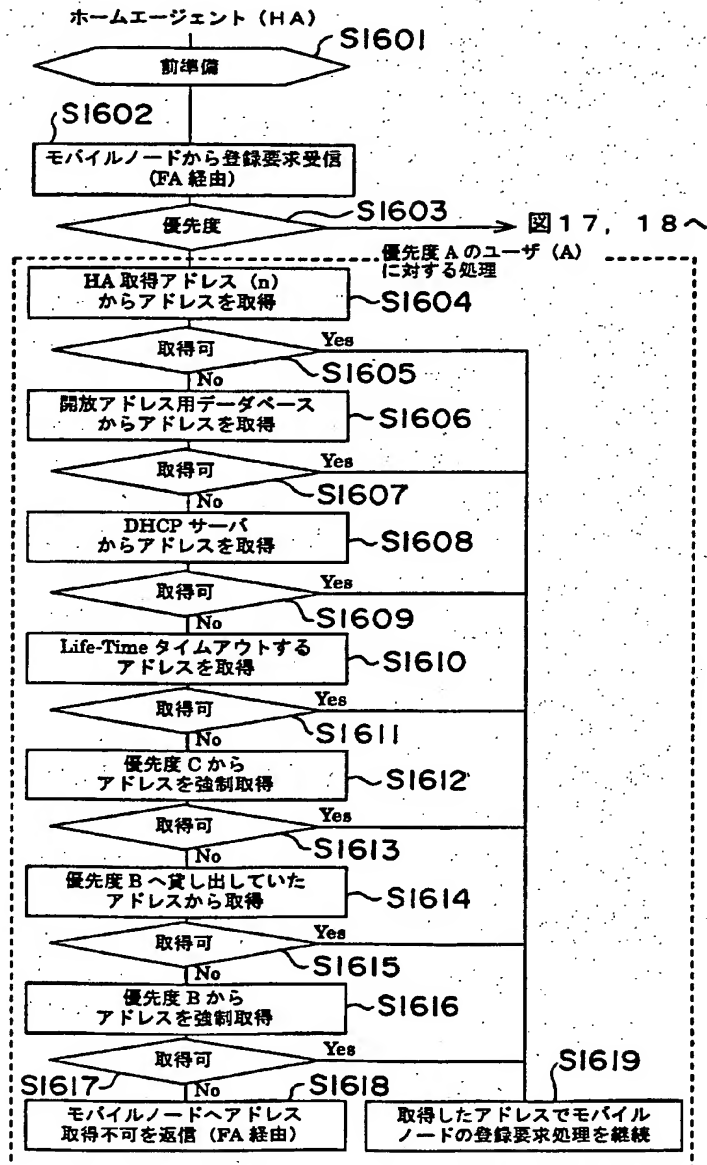 ホームエージェント（HA）
S1601
前準備
S1602
モバイルノードから登録要求受信
(FA 経由)
優先度
S1603
図17, 18へ
優先度 A のユーザ（A）
に対する処理
HA 取得アドレス（n）
からアドレスを取得
S1604
取得可
Yes
S1605
No
開放アドレス用データベース
からアドレスを取得
S1606
取得可
Yes
S1607
No
DHCP サーバ
からアドレスを取得
S1608
取得可
Yes
S1609
No
Life-Time タイムアウトする
アドレスを取得
S1610
取得可
Yes
S1611
No
優先度 C から
アドレスを強制取得
S1612
取得可
Yes
S1613
No
優先度 B へ貸し出していた
アドレスから取得
S1614
取得可
Yes
S1615
No
優先度 B から
アドレスを強制取得
S1616
取得可
Yes
S1617
No
S1618
モバイルノードへアドレス
取得不可を返信（FA 経由）
S1619
取得したアドレスでモバイル
ノードの登録要求処理を継続